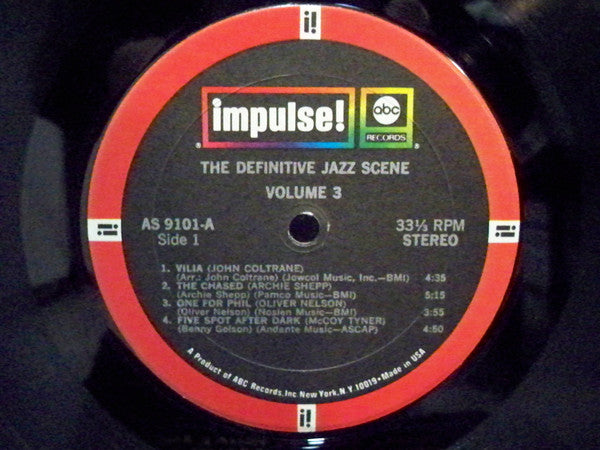 i!
impulse! abc RECORDS
THE DEFINITIVE JAZZ SCENE
VOLUME 3
AS 9101-A 33⅓ RPM
Side 1 STEREO
1. VILIA (JOHN COLTRANE)
(Arr.: John Coltrane) (Jowcol Music, Inc.—BMI) 4:35
2. THE CHASED (ARCHIE SHEPP)
(Archie Shepp) (Pamco Music—BMI) 5:15
3. ONE FOR PHIL (OLIVER NELSON)
(Oliver Nelson) (Noslen Music—BMI) 3:55
4. FIVE SPOT AFTER DARK (McCOY TYNER)
(Benny Golson) (Andante Music—ASCAP) 4:50
A Product of ABC Records, Inc. New York, N.Y. 10019 • Made in USA
i!
i!
i!